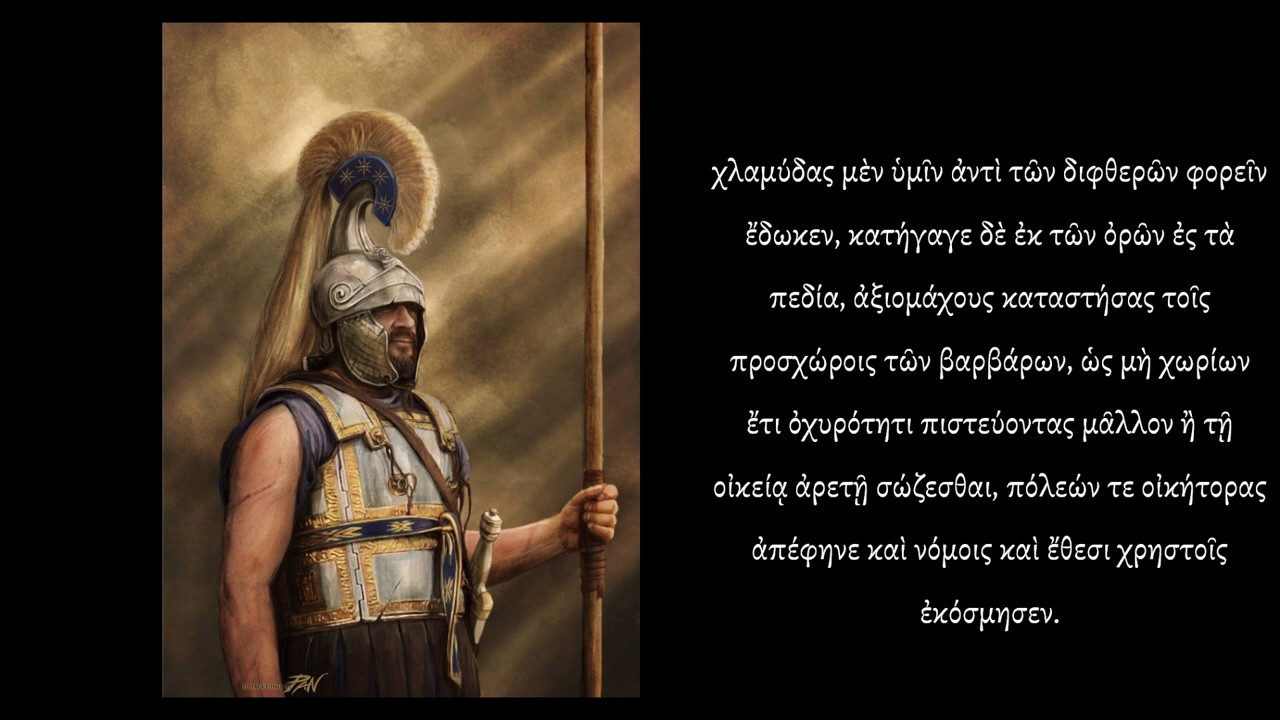 χλαμύδας μὲν ὑμῖν ἀντὶ τῶν διφθερῶν φορεῖν
ἔδωκεν, κατήγαγε δὲ ἐκ τῶν ὀρῶν ἐς τὰ
πεδία, ἀξιομάχους καταστήσας τοῖς
προσχώροις τῶν βαρβάρων, ὡς μὴ χωρίων
ἔτι ὀχυρότητι πιστεύοντας μᾶλλον ἢ τῇ
οἰκείᾳ ἀρετῇ σώζεσθαι, πόλεών τε οἰκήτορας
ἀπέφηνε καὶ νόμοις καὶ ἔθεσι χρηστοῖς
ἐκόσμησεν.